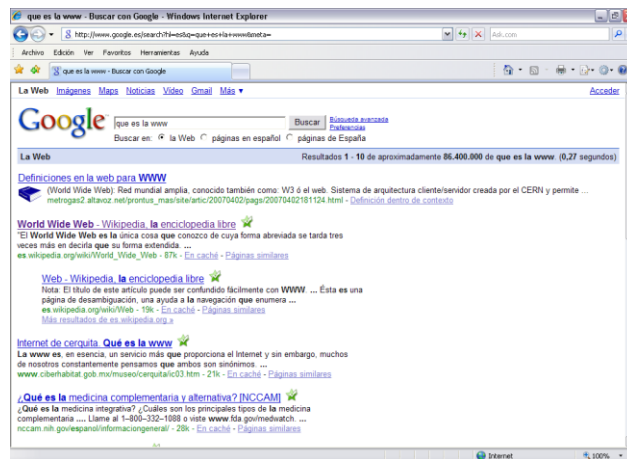 que es la www - Buscar con Google - Windows Internet Explorer
http://www.google.es/search?hl=es&q=que+es+la+www&meta=
Ask.com
Archivo Edición Ver Favoritos Herramientas Ayuda
que es la www - Buscar con Google
La Web Imágenes Maps Noticias Vídeo Gmail Más ▼ Acceder
Google que es la www Buscar Búsqueda avanzada
Preferencias
Buscar en: la Web páginas en español páginas de España
La Web Resultados 1 - 10 de aproximadamente 86.400.000 de que es la www. (0,27 segundos)
Definiciones en la web para WWW
(World Wide Web): Red mundial amplia, conocido también como: W3 ó el web. Sistema de arquitectura cliente/servidor creada por el CERN y permite ...
metrogas2.altavoz.net/prontus_mas/site/artic/20070402/pags/20070402181124.html - Definición dentro de contexto
World Wide Web - Wikipedia, la enciclopedia libre
"El World Wide Web es la única cosa que conozco de cuya forma abreviada se tarda tres
veces más en decirla que su forma extendida. ...
es.wikipedia.org/wiki/World_Wide_Web - 87k - En caché - Páginas similares
Web - Wikipedia, la enciclopedia libre
Nota: El título de este artículo puede ser confundido fácilmente con WWW. ... Ésta es una
página de desambiguación, una ayuda a la navegación que enumera ...
es.wikipedia.org/wiki/Web - 19k - En caché - Páginas similares
Más resultados de es.wikipedia.org »
Internet de cerquita. Qué es la www
La www es, en esencia, un servicio más que proporciona el Internet y sin embargo, muchos
de nosotros constantemente pensamos que ambos son sinónimos. ...
www.ciberhabitat.gob.mx/museo/cerquita/ic03.htm - 21k - En caché - Páginas similares
¿Qué es la medicina complementaria y alternativa? [NCCAM]
¿Qué es la medicina integrativa? ¿Cuáles son los principales tipos de la medicina
complementaria .... Llame al 1-800-332-1088 o viste www.fda.gov/medwatch. ...
nccam.nih.gov/espanol/informaciongeneral/ - 28k - En caché - Páginas similares
Internet 100%